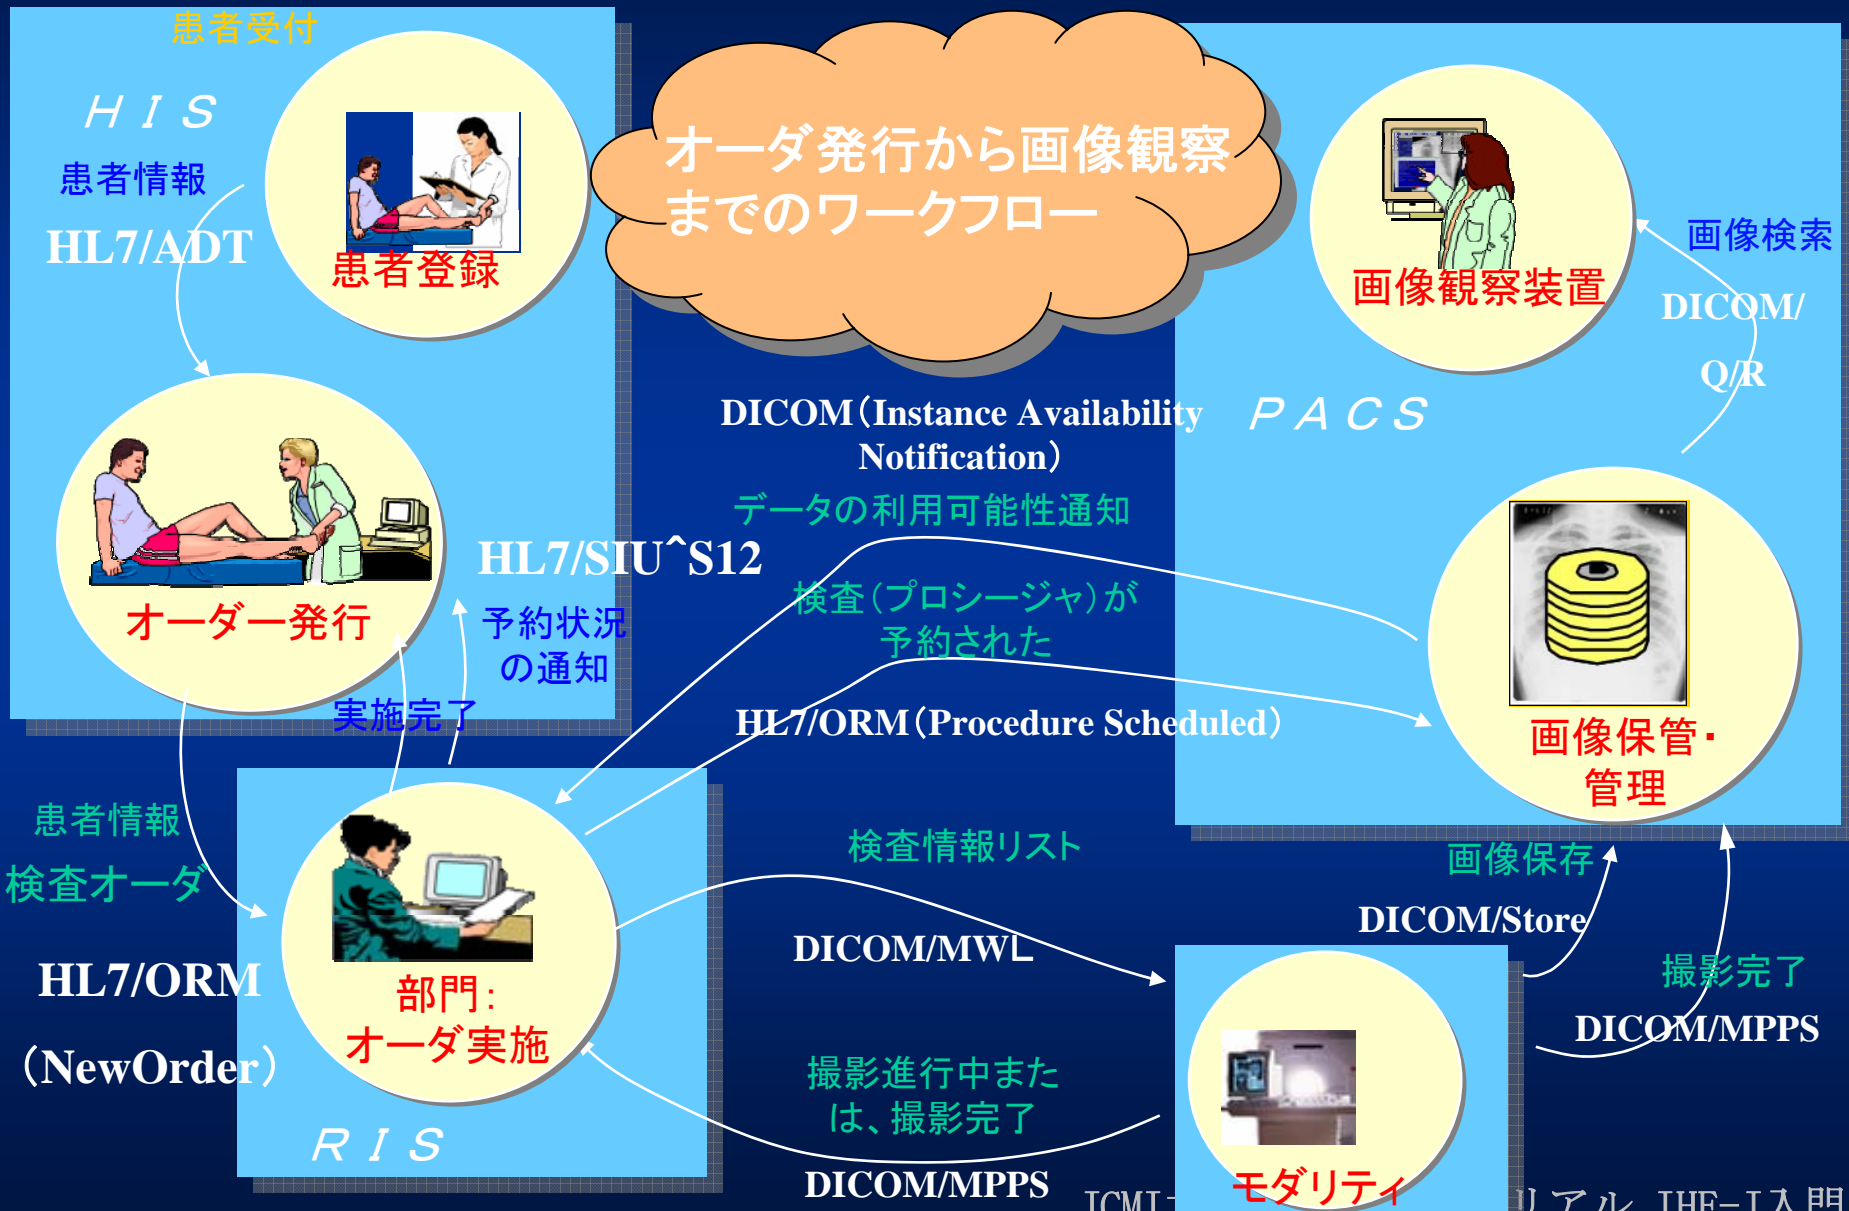 患者受付
ＨＩＳ
患者情報
HL7/ADT
患者登録
オーダ発行から画像観察
までのワークフロー
画像観察装置
画像検索
DICOM/
Q/R
ＰＡＣＳ
DICOM（Instance Availability
Notification）
データの利用可能性通知
オーダー発行
HL7/SIU^S12
予約状況
の通知
実施完了
検査（プロシージャ）が
予約された
HL7/ORM（Procedure Scheduled）
画像保管・
管理
患者情報
検査オーダ
HL7/ORM
（NewOrder）
部門：
オーダ実施
ＲＩＳ
検査情報リスト
DICOM/MWL
撮影進行中また
は、撮影完了
DICOM/MPPS
画像保存
DICOM/Store
撮影完了
DICOM/MPPS
モダリティ
JCMI
リアル IHE-I入門